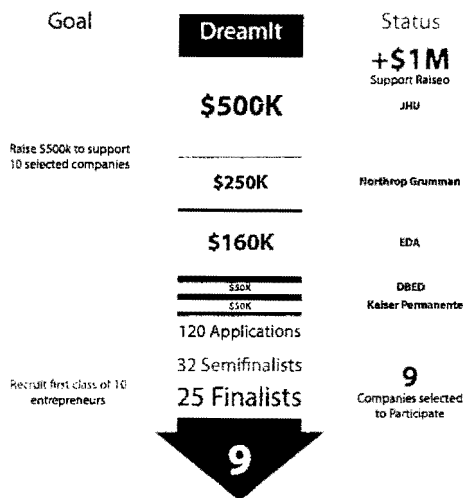 Goal
DreamIt
Status
+$1M
Support Raised
$500K
JHU
Raise $500k to support
10 selected companies
$250K
Northrop Grumman
$160K
EDA
$50K
DBED
$50K
Kaiser Permanente
120 Applications
32 Semifinalists
Recruit first class of 10
entrepreneurs
25 Finalists
9
Companies selected
to Participate
9